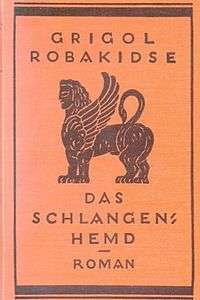 GRIGOL
ROBAKIDSE
DAS
SCHLANGEN=
HEMD
ROMAN